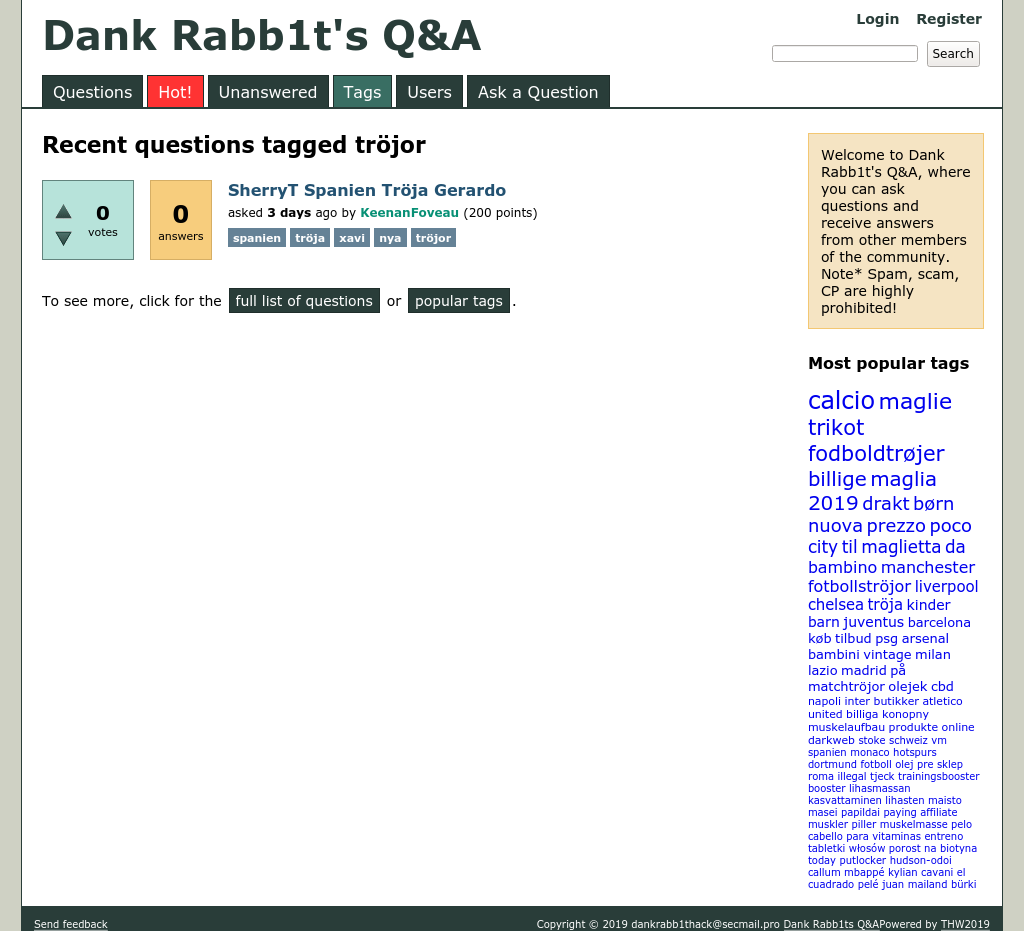 Dank Rabb1t's Q&A
Login Register
Search
Questions Hot! Unanswered Tags Users Ask a Question
Recent questions tagged tröjor
0
votes
0
answers
SherryT Spanien Tröja Gerardo
asked 3 days ago by KeenanFoveau (200 points)
spanien tröja xavi nya tröjor
To see more, click for the full list of questions or popular tags.
Welcome to Dank
Rabb1t's Q&A, where
you can ask
questions and
receive answers
from other members
of the community.
Note* Spam, scam,
CP are highly
prohibited!
Most popular tags
calcio maglie
trikot
fodboldtrøjer
billige maglia
2019 drakt børn
nuova prezzo poco
city til maglietta da
bambino manchester
fotbollströjor liverpool
chelsea tröja kinder
barn juventus barcelona
køb tilbud psg arsenal
bambini vintage milan
lazio madrid på
matchtröjor olejek cbd
napoli inter butikker atletico
united billiga konopny
muskelaufbau produkte online
darkweb stoke schweiz vm
spanien monaco hotspurs
dortmund fotboll olej pre sklep
roma illegal tjeck trainingsbooster
booster lihasmassan
kasvattaminen lihasten maisto
masei papildai paying affiliate
muskler piller muskelmasse pelo
cabello para vitaminas entreno
tabletki włosów porost na biotyna
today putlocker hudson-odoi
callum mbappé kylian cavani el
cuadrado pelé juan mailand bürki
Send feedback
Copyright © 2019 dankrabb1thack@secmail.pro Dank Rabb1ts Q&APowered by THW2019